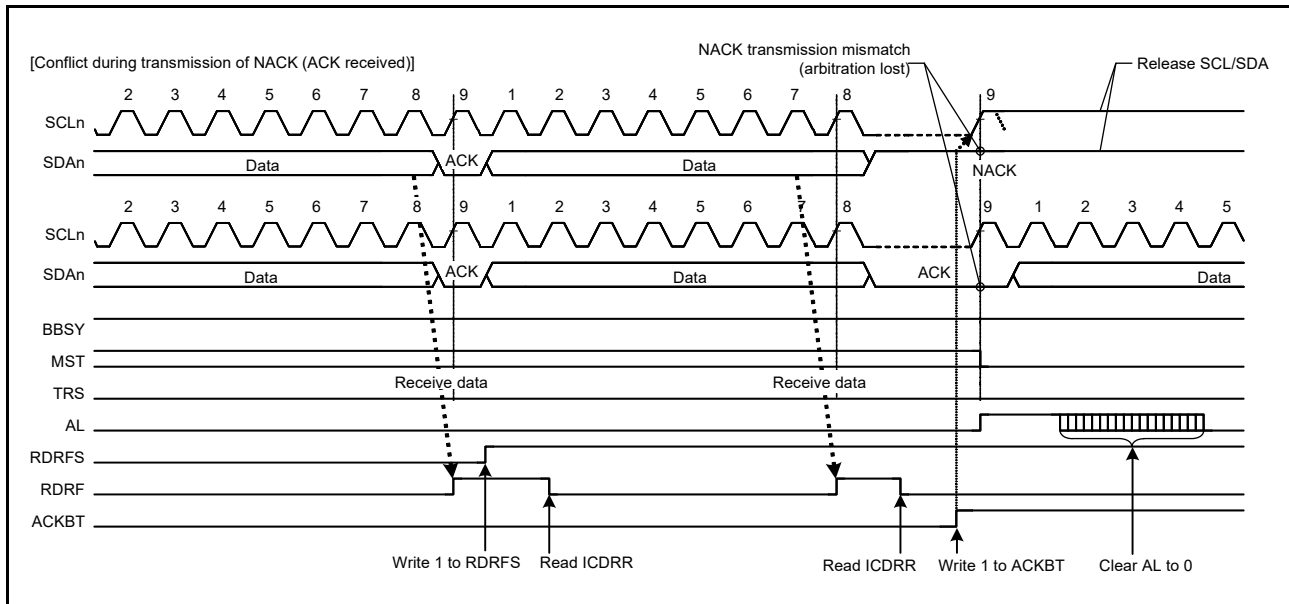 NACK transmission mismatch
(arbitration lost)
[Conflict during transmission of NACK (ACK received)]
Release SCL/SDA
2 3 4 5 6 7 8 9 1 2 3 4 5 6 7 8 9
SCLn
SDAn Data ACK Data NACK
2 3 4 5 6 7 8 9 1 2 3 4 5 6 7 8 9 1 2 3 4 5
SCLn
SDAn Data ACK Data ACK Data
BBSY
MST
Receive data Receive data
TRS
AL
RDRFS
RDRF
ACKBT
Write 1 to RDRFS Read ICDRR Read ICDRR Write 1 to ACKBT Clear AL to 0